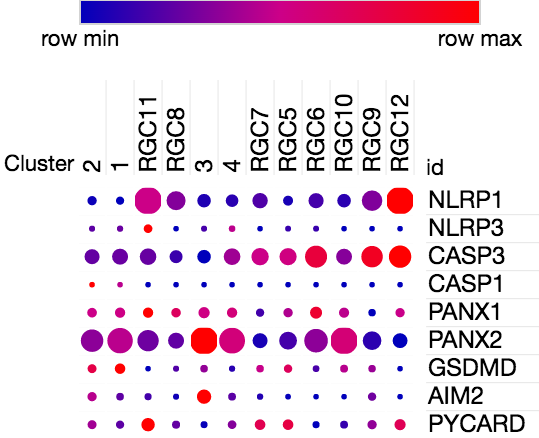 row min row max
Cluster 2 1 RGC11 RGC8 3 4 RGC7 RGC5 RGC6 RGC10 RGC9 RGC12 id
NLRP1
NLRP3
CASP3
CASP1
PANX1
PANX2
GSDMD
AIM2
PYCARD